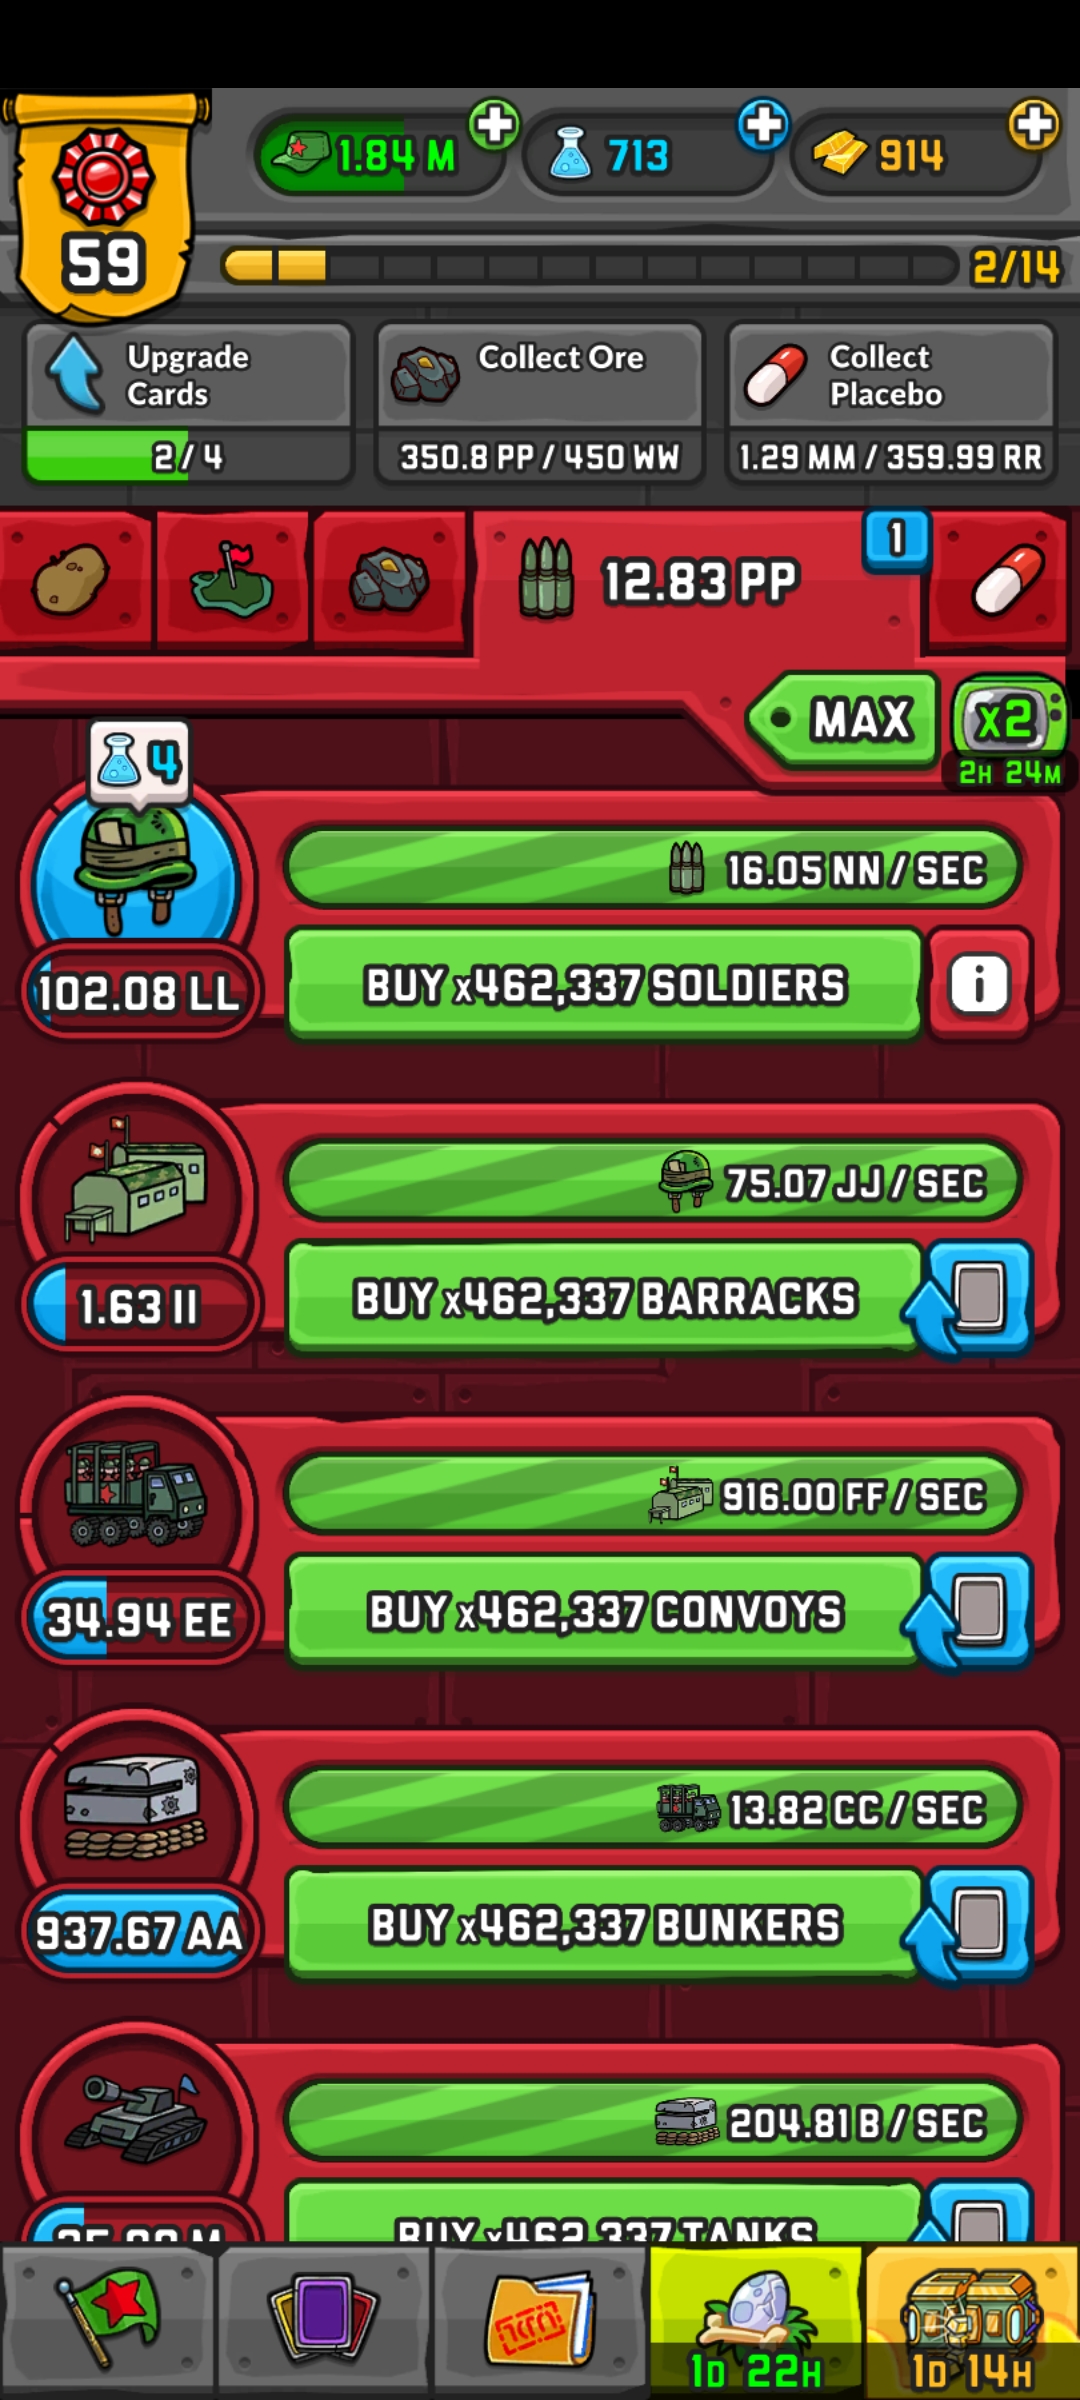 59
1.84 M
713
914
2/14
Upgrade
Cards
2/4
Collect Ore
350.8 PP / 450 WW
Collect
Placebo
1.29 MM / 359.99 RR
12.83 PP
1
MAX
x2
2H 24M
4
16.05 NN / SEC
102.08 LL
BUY x462,337 SOLDIERS
i
75.07 JJ / SEC
1.63 II
BUY x462,337 BARRACKS
916.00 FF / SEC
34.94 EE
BUY x462,337 CONVOYS
13.82 CC / SEC
937.67 AA
BUY x462,337 BUNKERS
204.81 B / SEC
BUY x462,337 TANKS
1D 22H
1D 14H